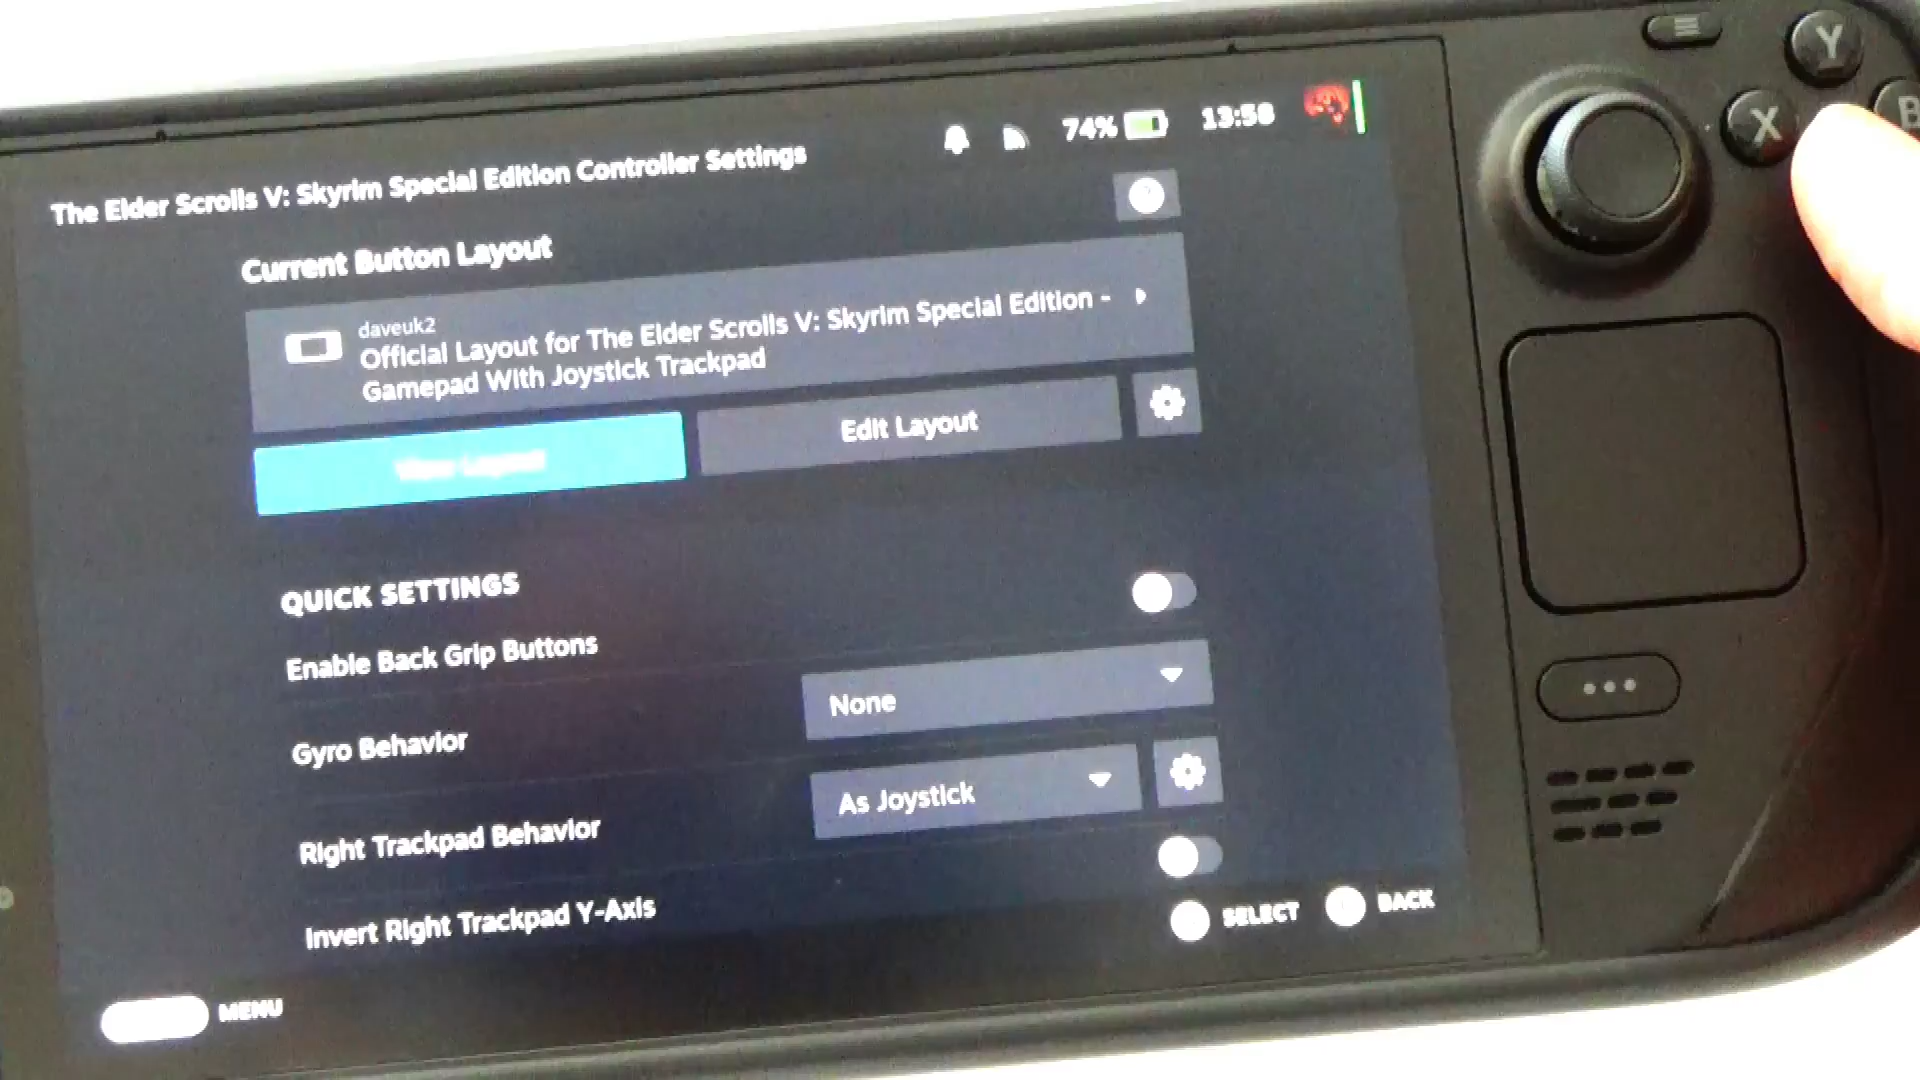 The Elder Scrolls V: Skyrim Special Edition Controller Settings
74% 13:58
Current Button Layout
?
daveuk2
Official Layout for The Elder Scrolls V: Skyrim Special Edition -
Gamepad With Joystick Trackpad
View Layout
Edit Layout
QUICK SETTINGS
Enable Back Grip Buttons
Gyro Behavior
None
Right Trackpad Behavior
As Joystick
Invert Right Trackpad Y-Axis
SELECT
BACK
MENU
Y
X
B